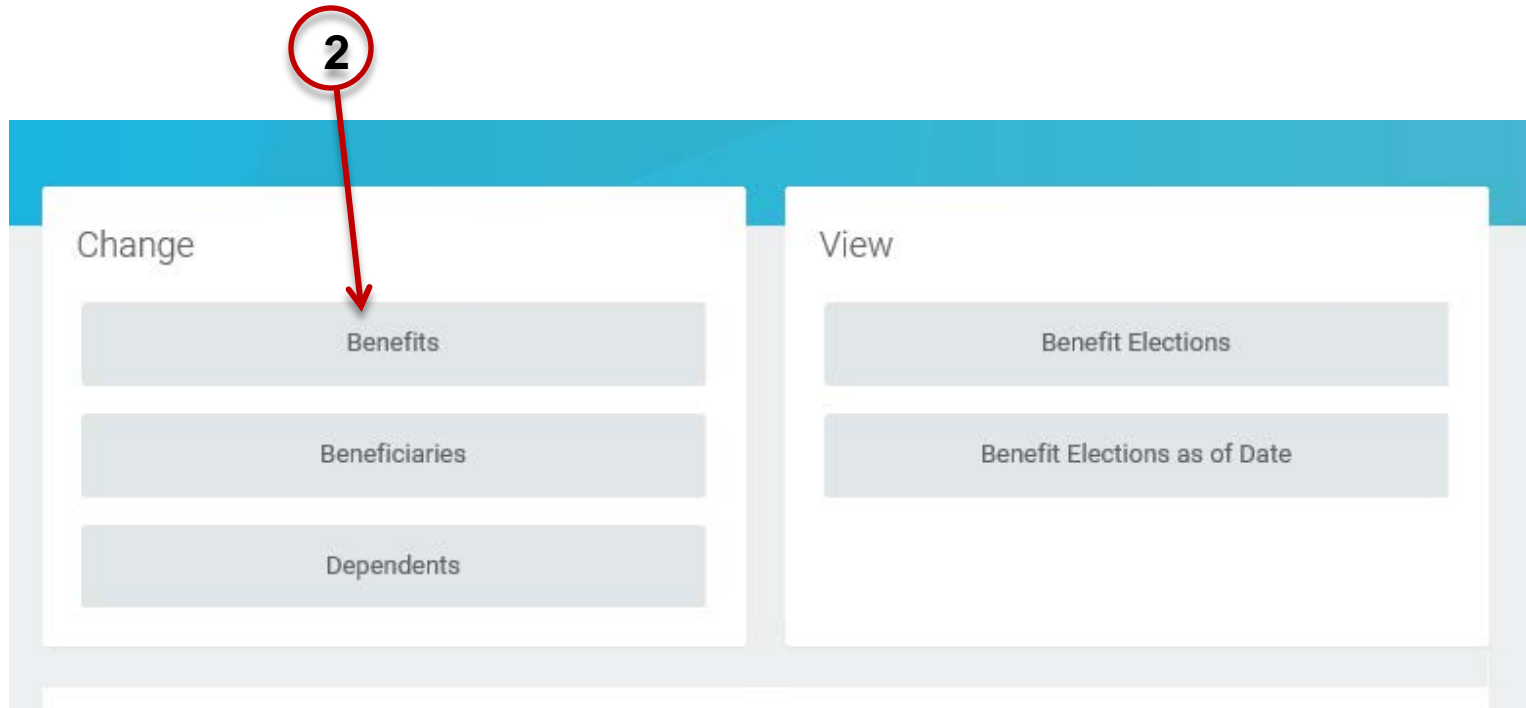 2
Change
Benefits
Beneficiaries
Dependents
View
Benefit Elections
Benefit Elections as of Date